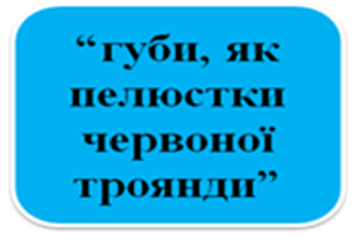 “губи, як
пелюстки
червоної
троянди”